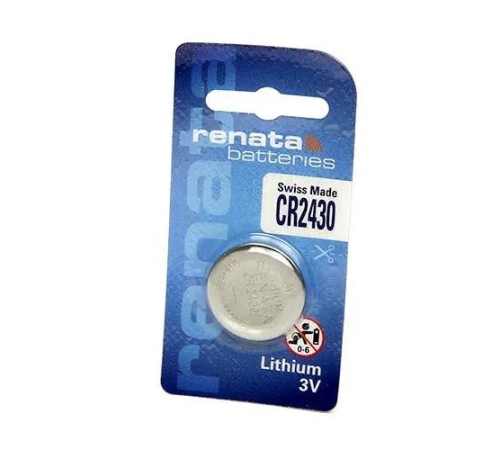 renata
batteries
Swiss Made
CR2430
renata
0-6
Lithium
3V